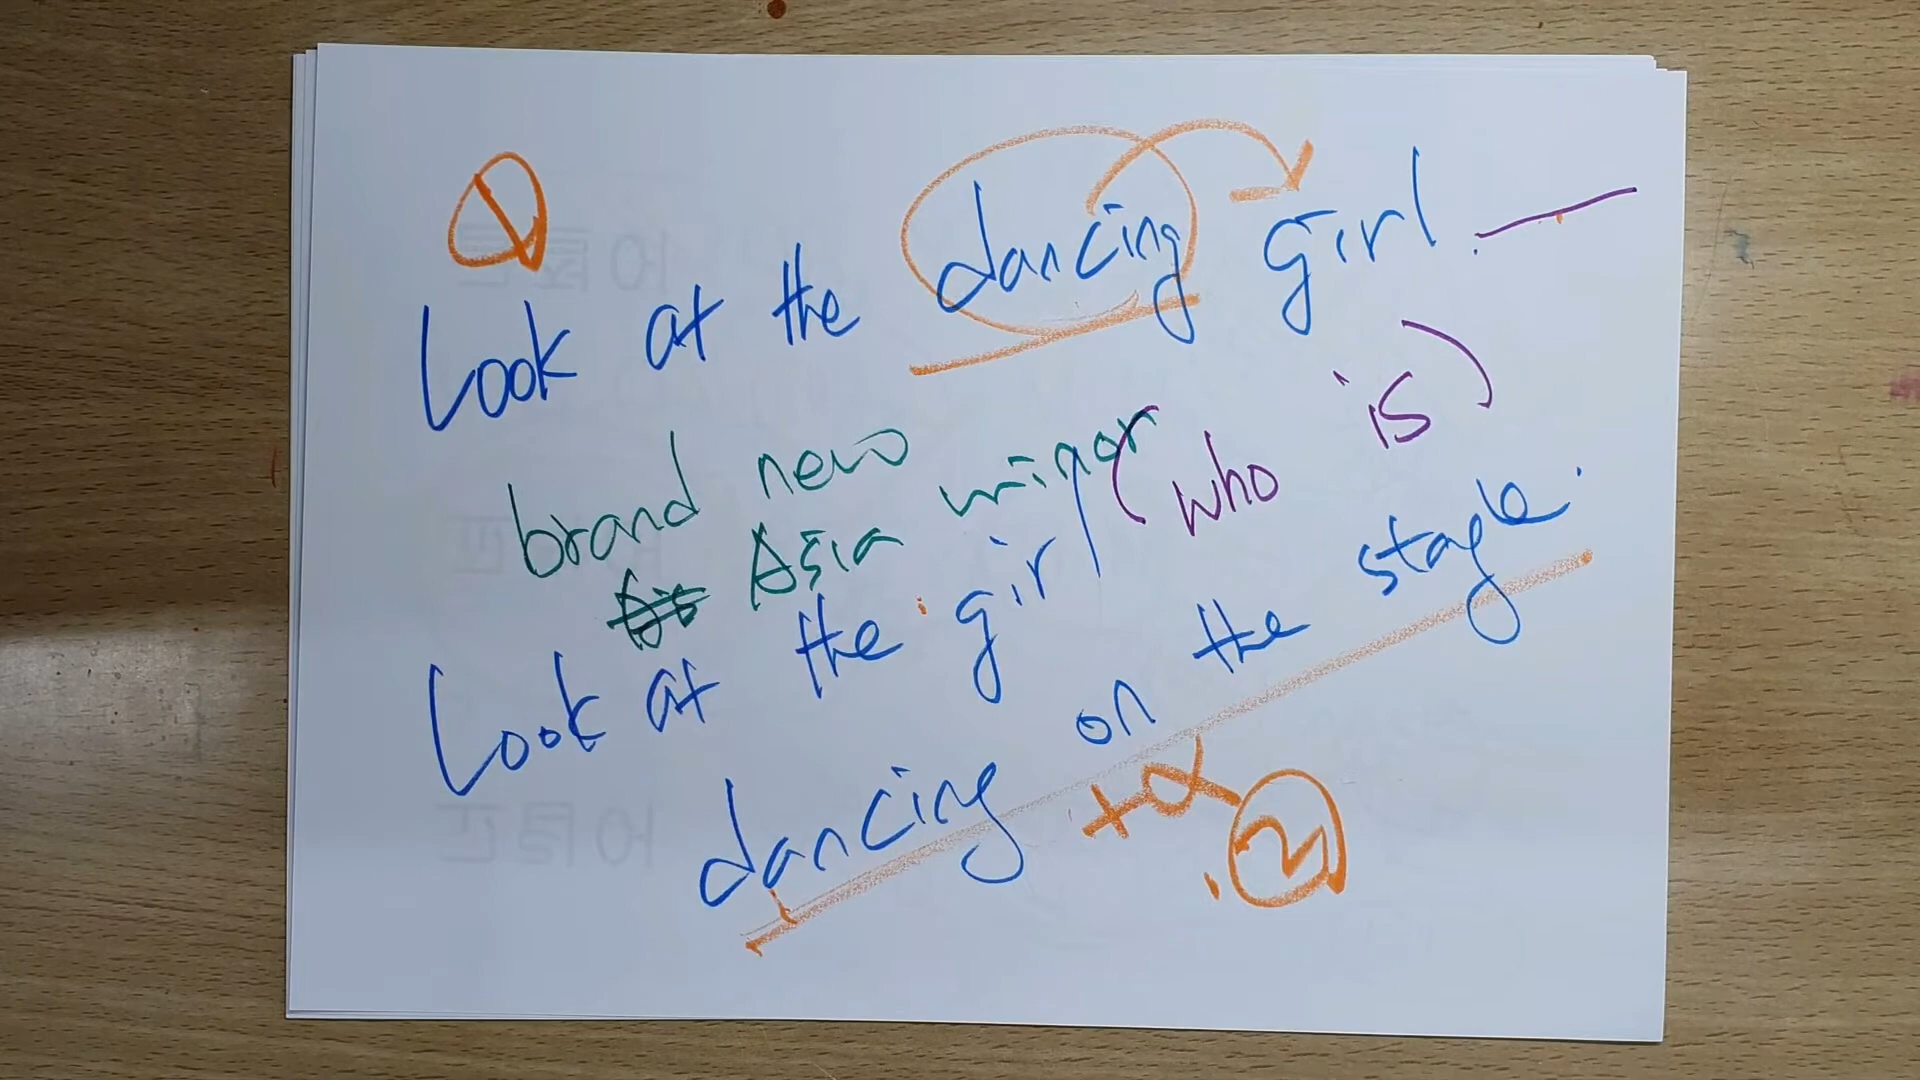 ①
Look at the dancing girl.
brand new
Asia minor
(who is)
Look at the girl
dancing on the stage.
+α
②